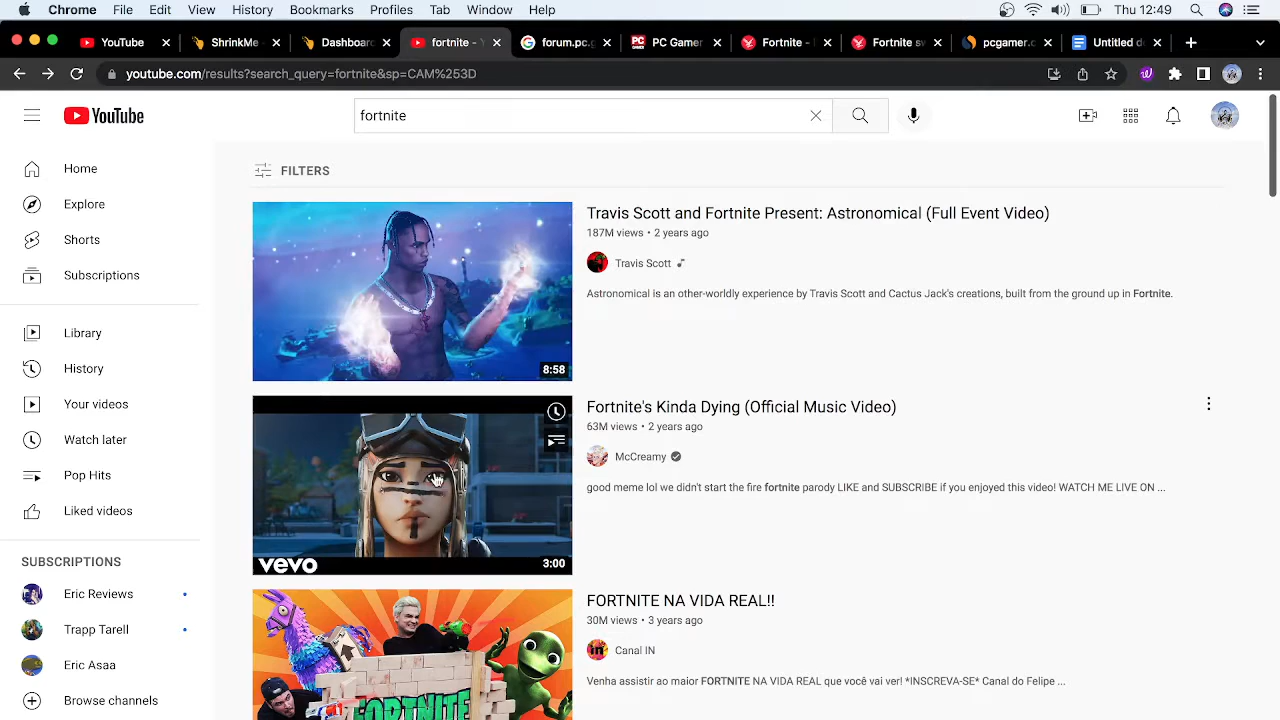 Chrome File Edit View History Bookmarks Profiles Tab Window Help Thu 12:49
YouTube ShrinkMe - Dashboard fortnite - Y forum.pc.g PC Gamer Fortnite - Fortnite sv pcgamer.c Untitled d
youtube.com/results?search_query=fortnite&sp=CAM%253D
YouTube
fortnite
Home
Explore
Shorts
Subscriptions
Library
History
Your videos
Watch later
Pop Hits
Liked videos
SUBSCRIPTIONS
Eric Reviews
Trapp Tarell
Eric Asaa
Browse channels
FILTERS
8:58
Travis Scott and Fortnite Present: Astronomical (Full Event Video)
187M views • 2 years ago
Travis Scott
Astronomical is an other-worldly experience by Travis Scott and Cactus Jack's creations, built from the ground up in Fortnite.
vevo
3:00
Fortnite's Kinda Dying (Official Music Video)
63M views • 2 years ago
McCreamy
good meme lol we didn't start the fire fortnite parody LIKE and SUBSCRIBE if you enjoyed this video! WATCH ME LIVE ON ...
FORTNITE
FORTNITE NA VIDA REAL!!
30M views • 3 years ago
Canal IN
Venha assistir ao maior FORTNITE NA VIDA REAL que você vai ver! *INSCREVA-SE* Canal do Felipe ...